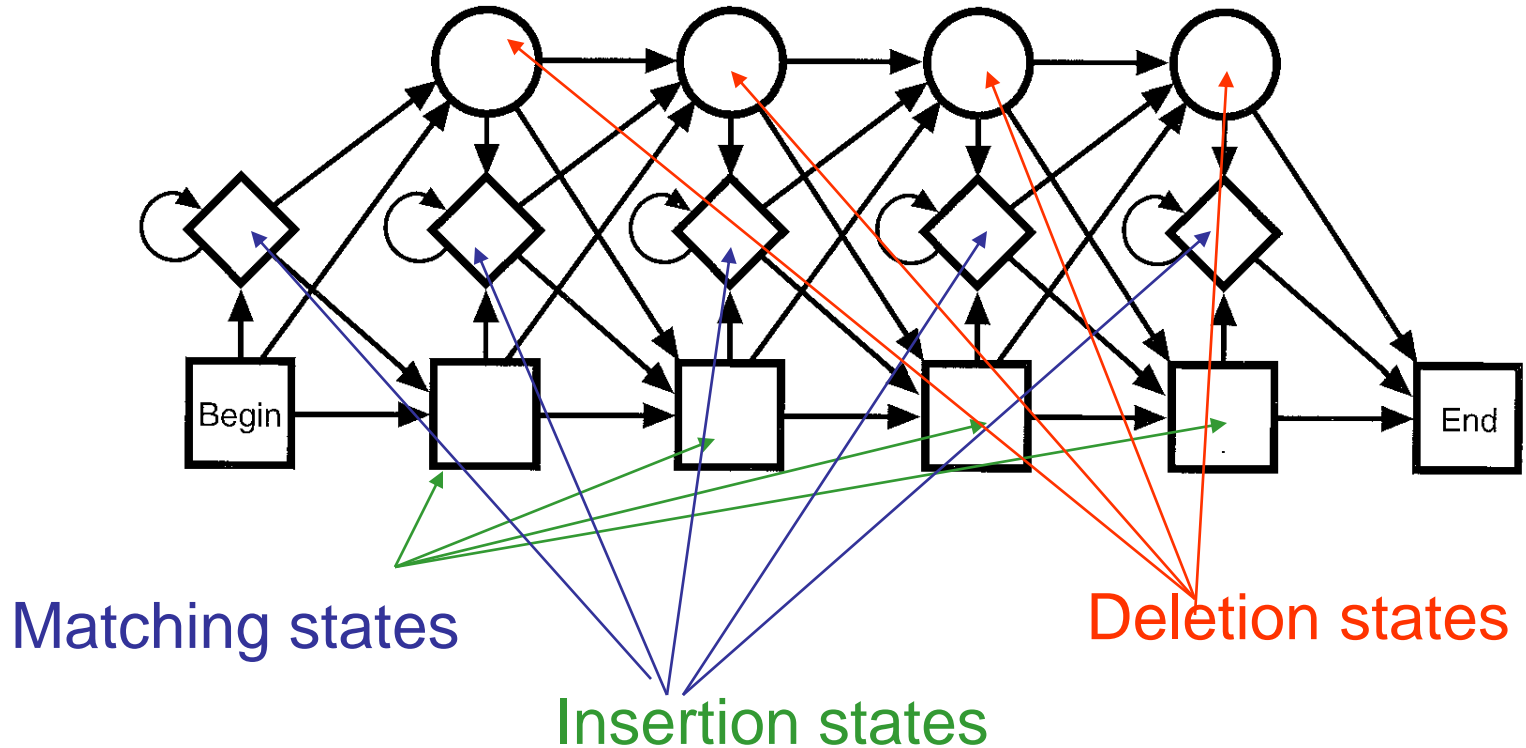 Begin
End
Matching states
Deletion states
Insertion states